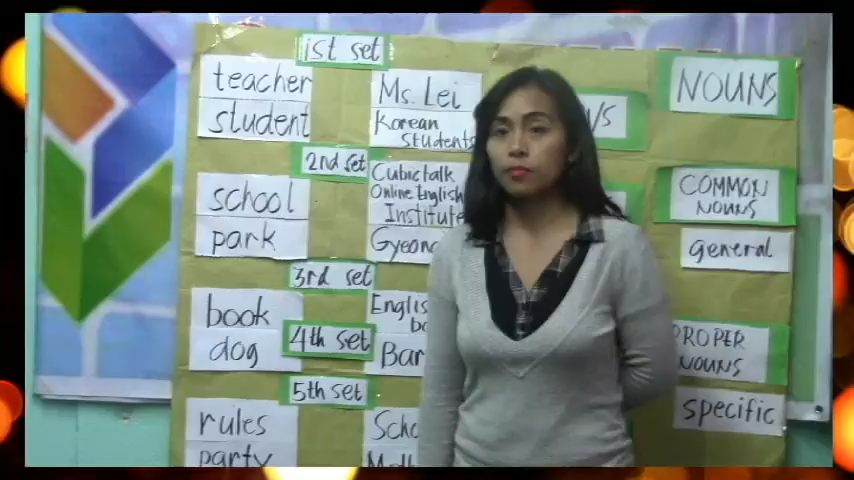 1st set
teacher
student
Ms. Lei
Korean
Students
2nd set
school
park
Cubictalk
Online English
Institute
3rd set
book
dog
4th set
5th set
rules
party
NOUNS
COMMON
NOUNS
general
PROPER
NOUNS
specific